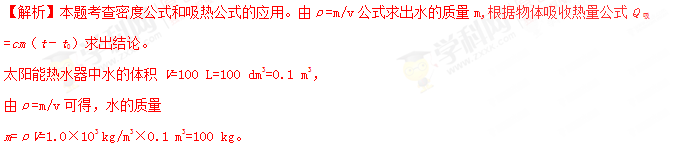 【解析】本题考查密度公式和吸热公式的应用。由ρ=m/v公式求出水的质量m,根据物体吸收热量公式Q吸
=cm（t－t₀）求出结论。
太阳能热水器中水的体积 V=100 L=100 dm³=0.1 m³，
由ρ=m/v可得，水的质量
m=ρV=1.0×10³kg/m³×0.1 m³=100 kg。